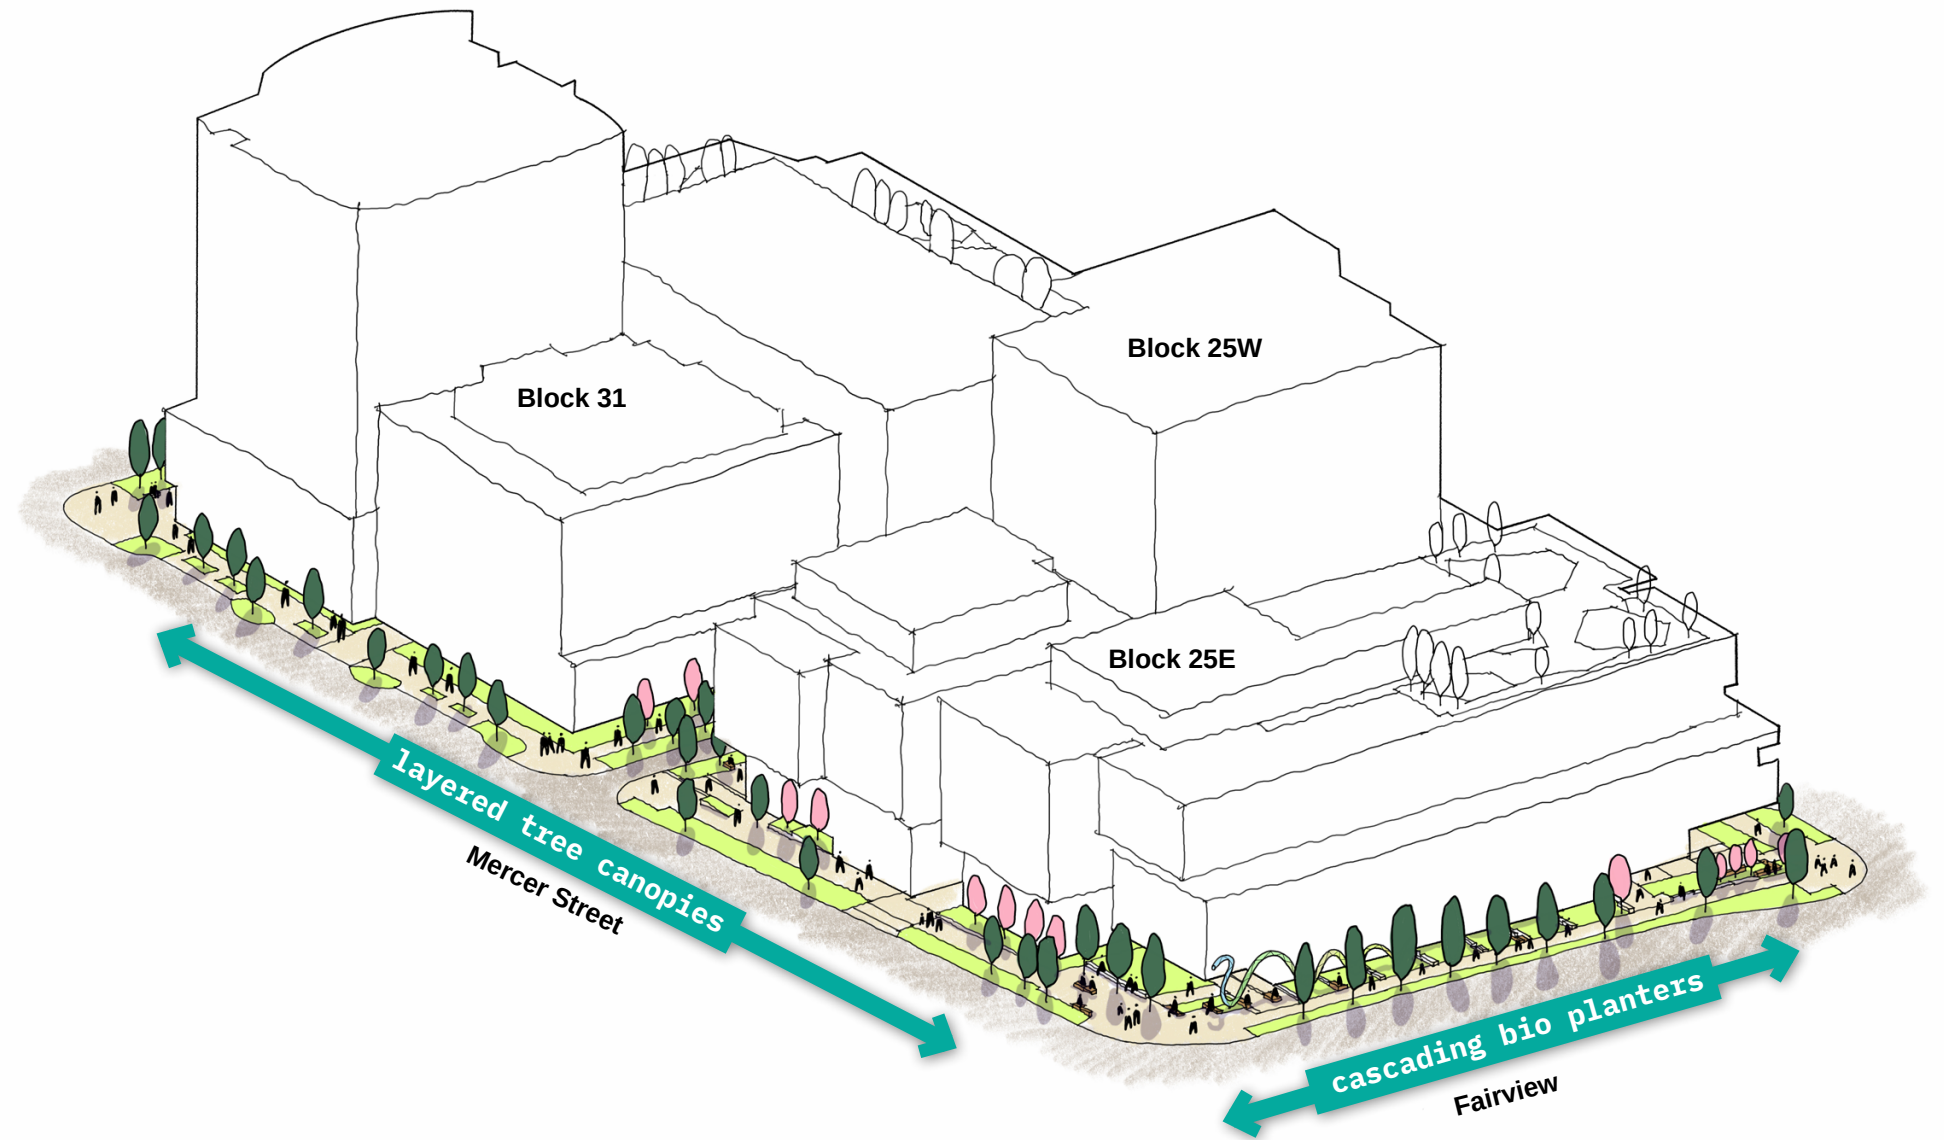 Block 25W
Block 31
Block 25E
layered tree canopies
Mercer Street
cascading bio planters
Fairview